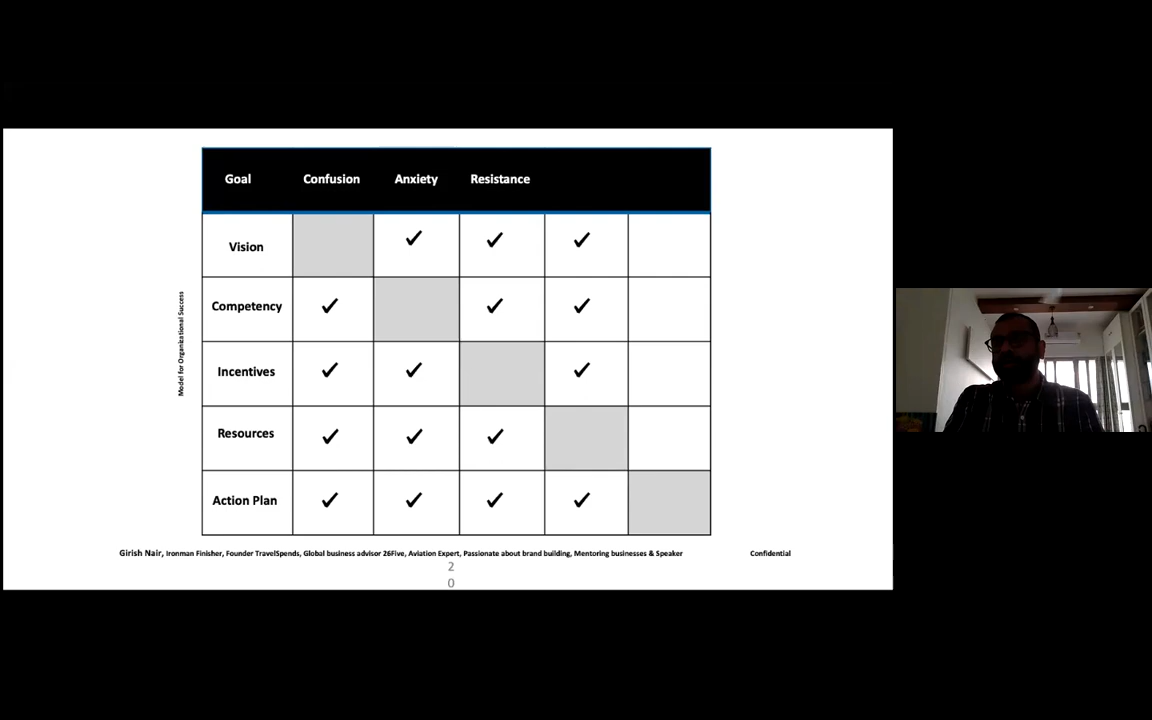 Goal Confusion Anxiety Resistance
Vision ✓ ✓ ✓
Competency ✓ ✓ ✓
Incentives ✓ ✓ ✓
Resources ✓ ✓ ✓
Action Plan ✓ ✓ ✓ ✓
Model for Organizational Success
Girish Nair, Ironman Finisher, Founder TravelSpends, Global business advisor 26Five, Aviation Expert, Passionate about brand building, Mentoring businesses & Speaker Confidential
2
0